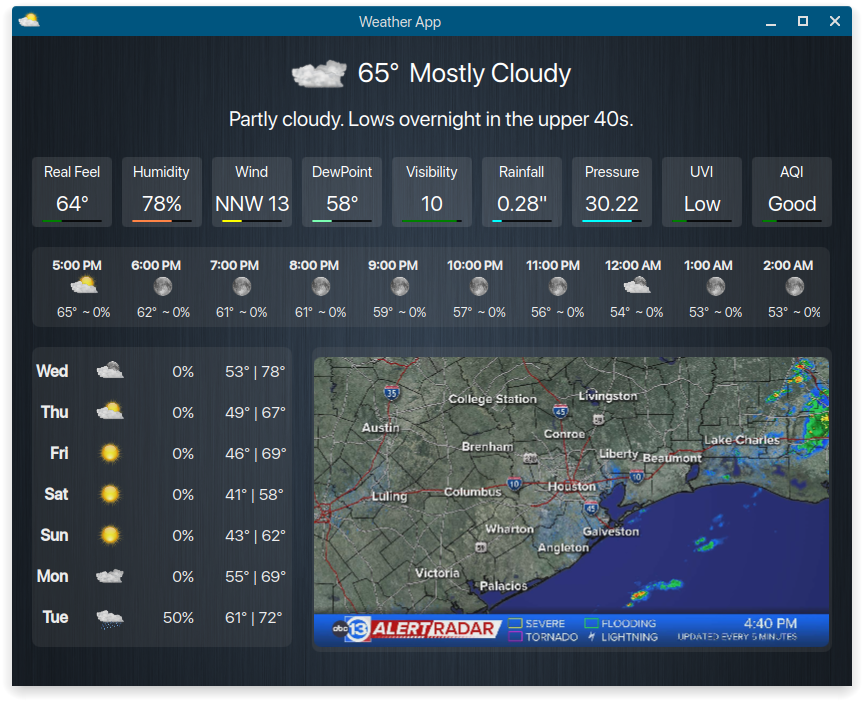 Weather App
65° Mostly Cloudy
Partly cloudy. Lows overnight in the upper 40s.
Real Feel Humidity Wind DewPoint Visibility Rainfall Pressure UVI AQI
64° 78% NNW 13 58° 10 0.28" 30.22 Low Good
5:00 PM 6:00 PM 7:00 PM 8:00 PM 9:00 PM 10:00 PM 11:00 PM 12:00 AM 1:00 AM 2:00 AM
65° ~ 0% 62° ~ 0% 61° ~ 0% 61° ~ 0% 59° ~ 0% 57° ~ 0% 56° ~ 0% 54° ~ 0% 53° ~ 0% 53° ~ 0%
Wed 0% 53° | 78°
Thu 0% 49° | 67°
Fri 0% 46° | 69°
Sat 0% 41° | 58°
Sun 0% 43° | 62°
Mon 0% 55° | 69°
Tue 50% 61° | 72°
35
College Station
Livingston
45
Austin
Conroe
Lake Charles
Brenham
Liberty
Beaumont
10
Luling
Columbus
10
Houston
45
Wharton
Galveston
59
Angleton
Victoria
Palacios
abc 13 ALERT RADAR
SEVERE FLOODING 4:40 PM
TORNADO LIGHTNING UPDATED EVERY 5 MINUTES